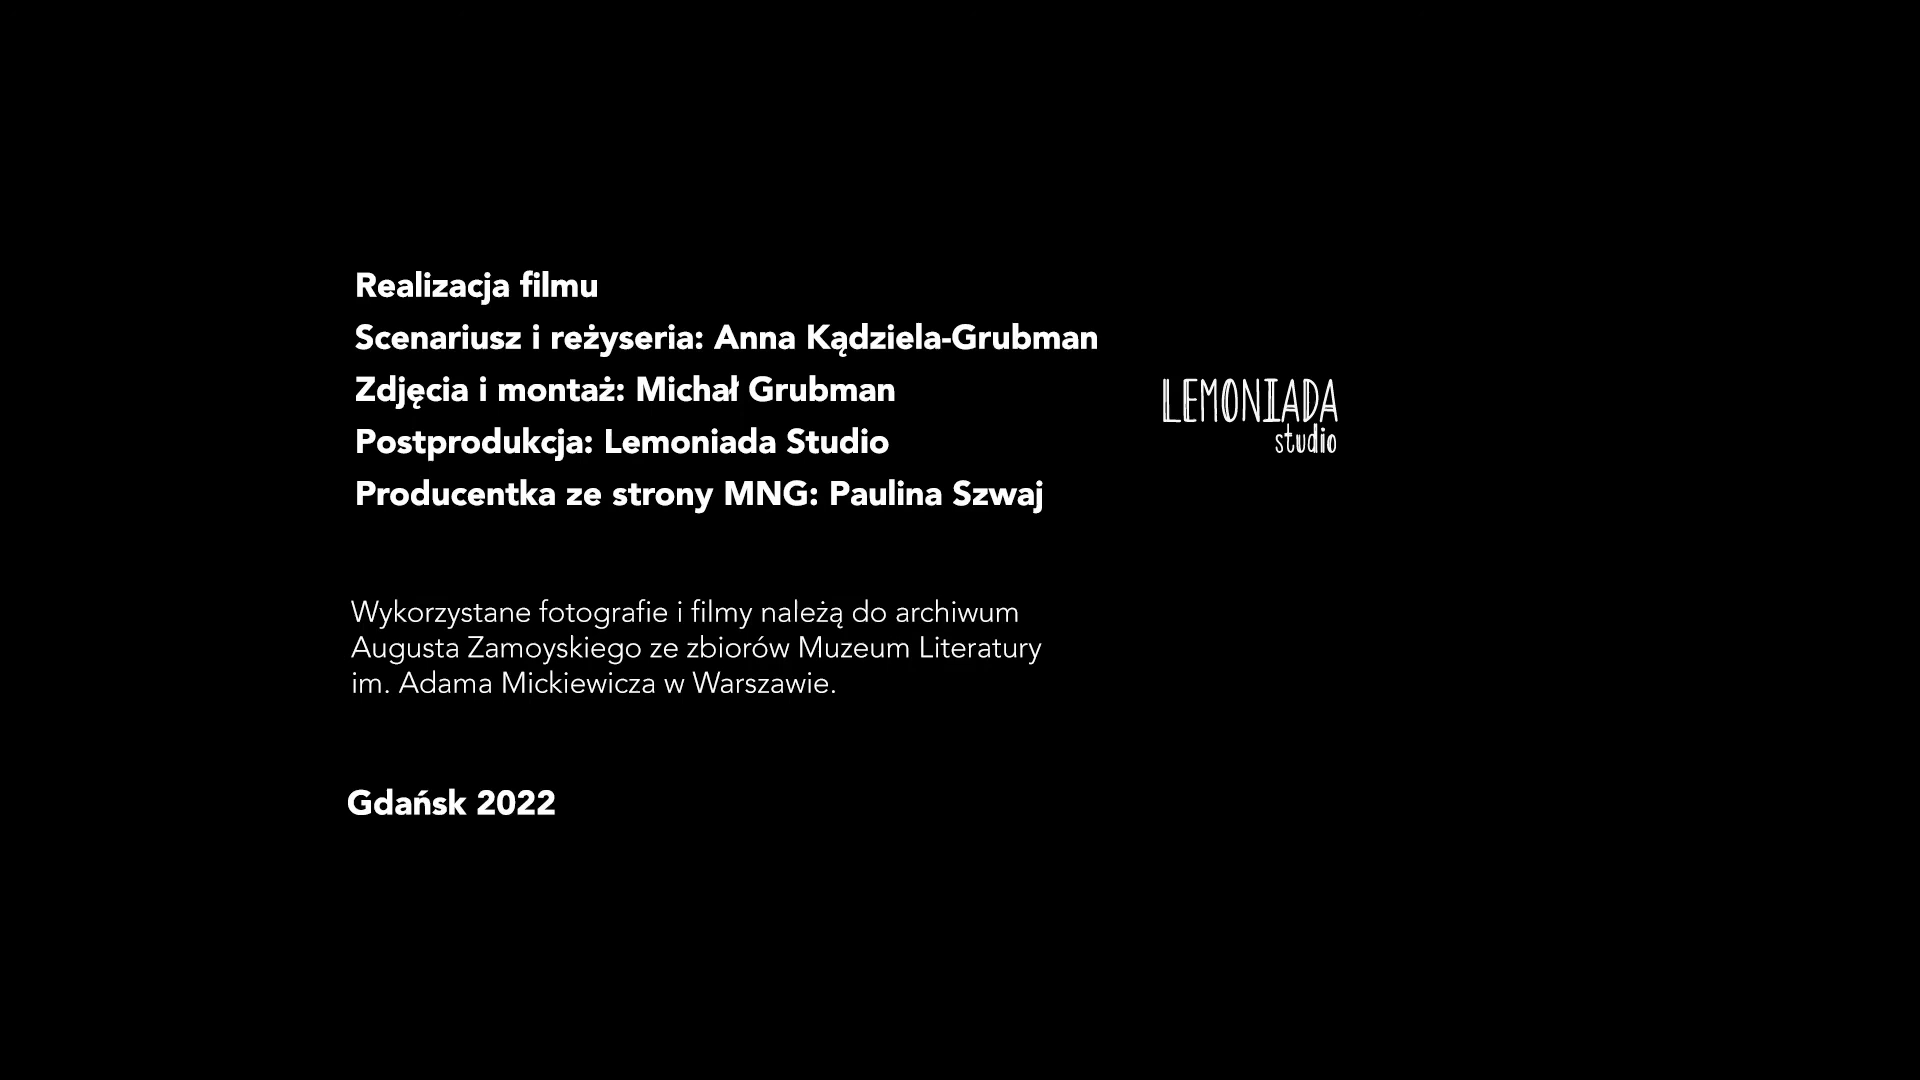 Realizacja filmu
Scenariusz i reżyseria: Anna Kądziela-Grubman
Zdjęcia i montaż: Michał Grubman
Postprodukcja: Lemoniada Studio
Producentka ze strony MNG: Paulina Szwaj
LEMONIADA
studio
Wykorzystane fotografie i filmy należą do archiwum
Augusta Zamoyskiego ze zbiorów Muzeum Literatury
im. Adama Mickiewicza w Warszawie.
Gdańsk 2022